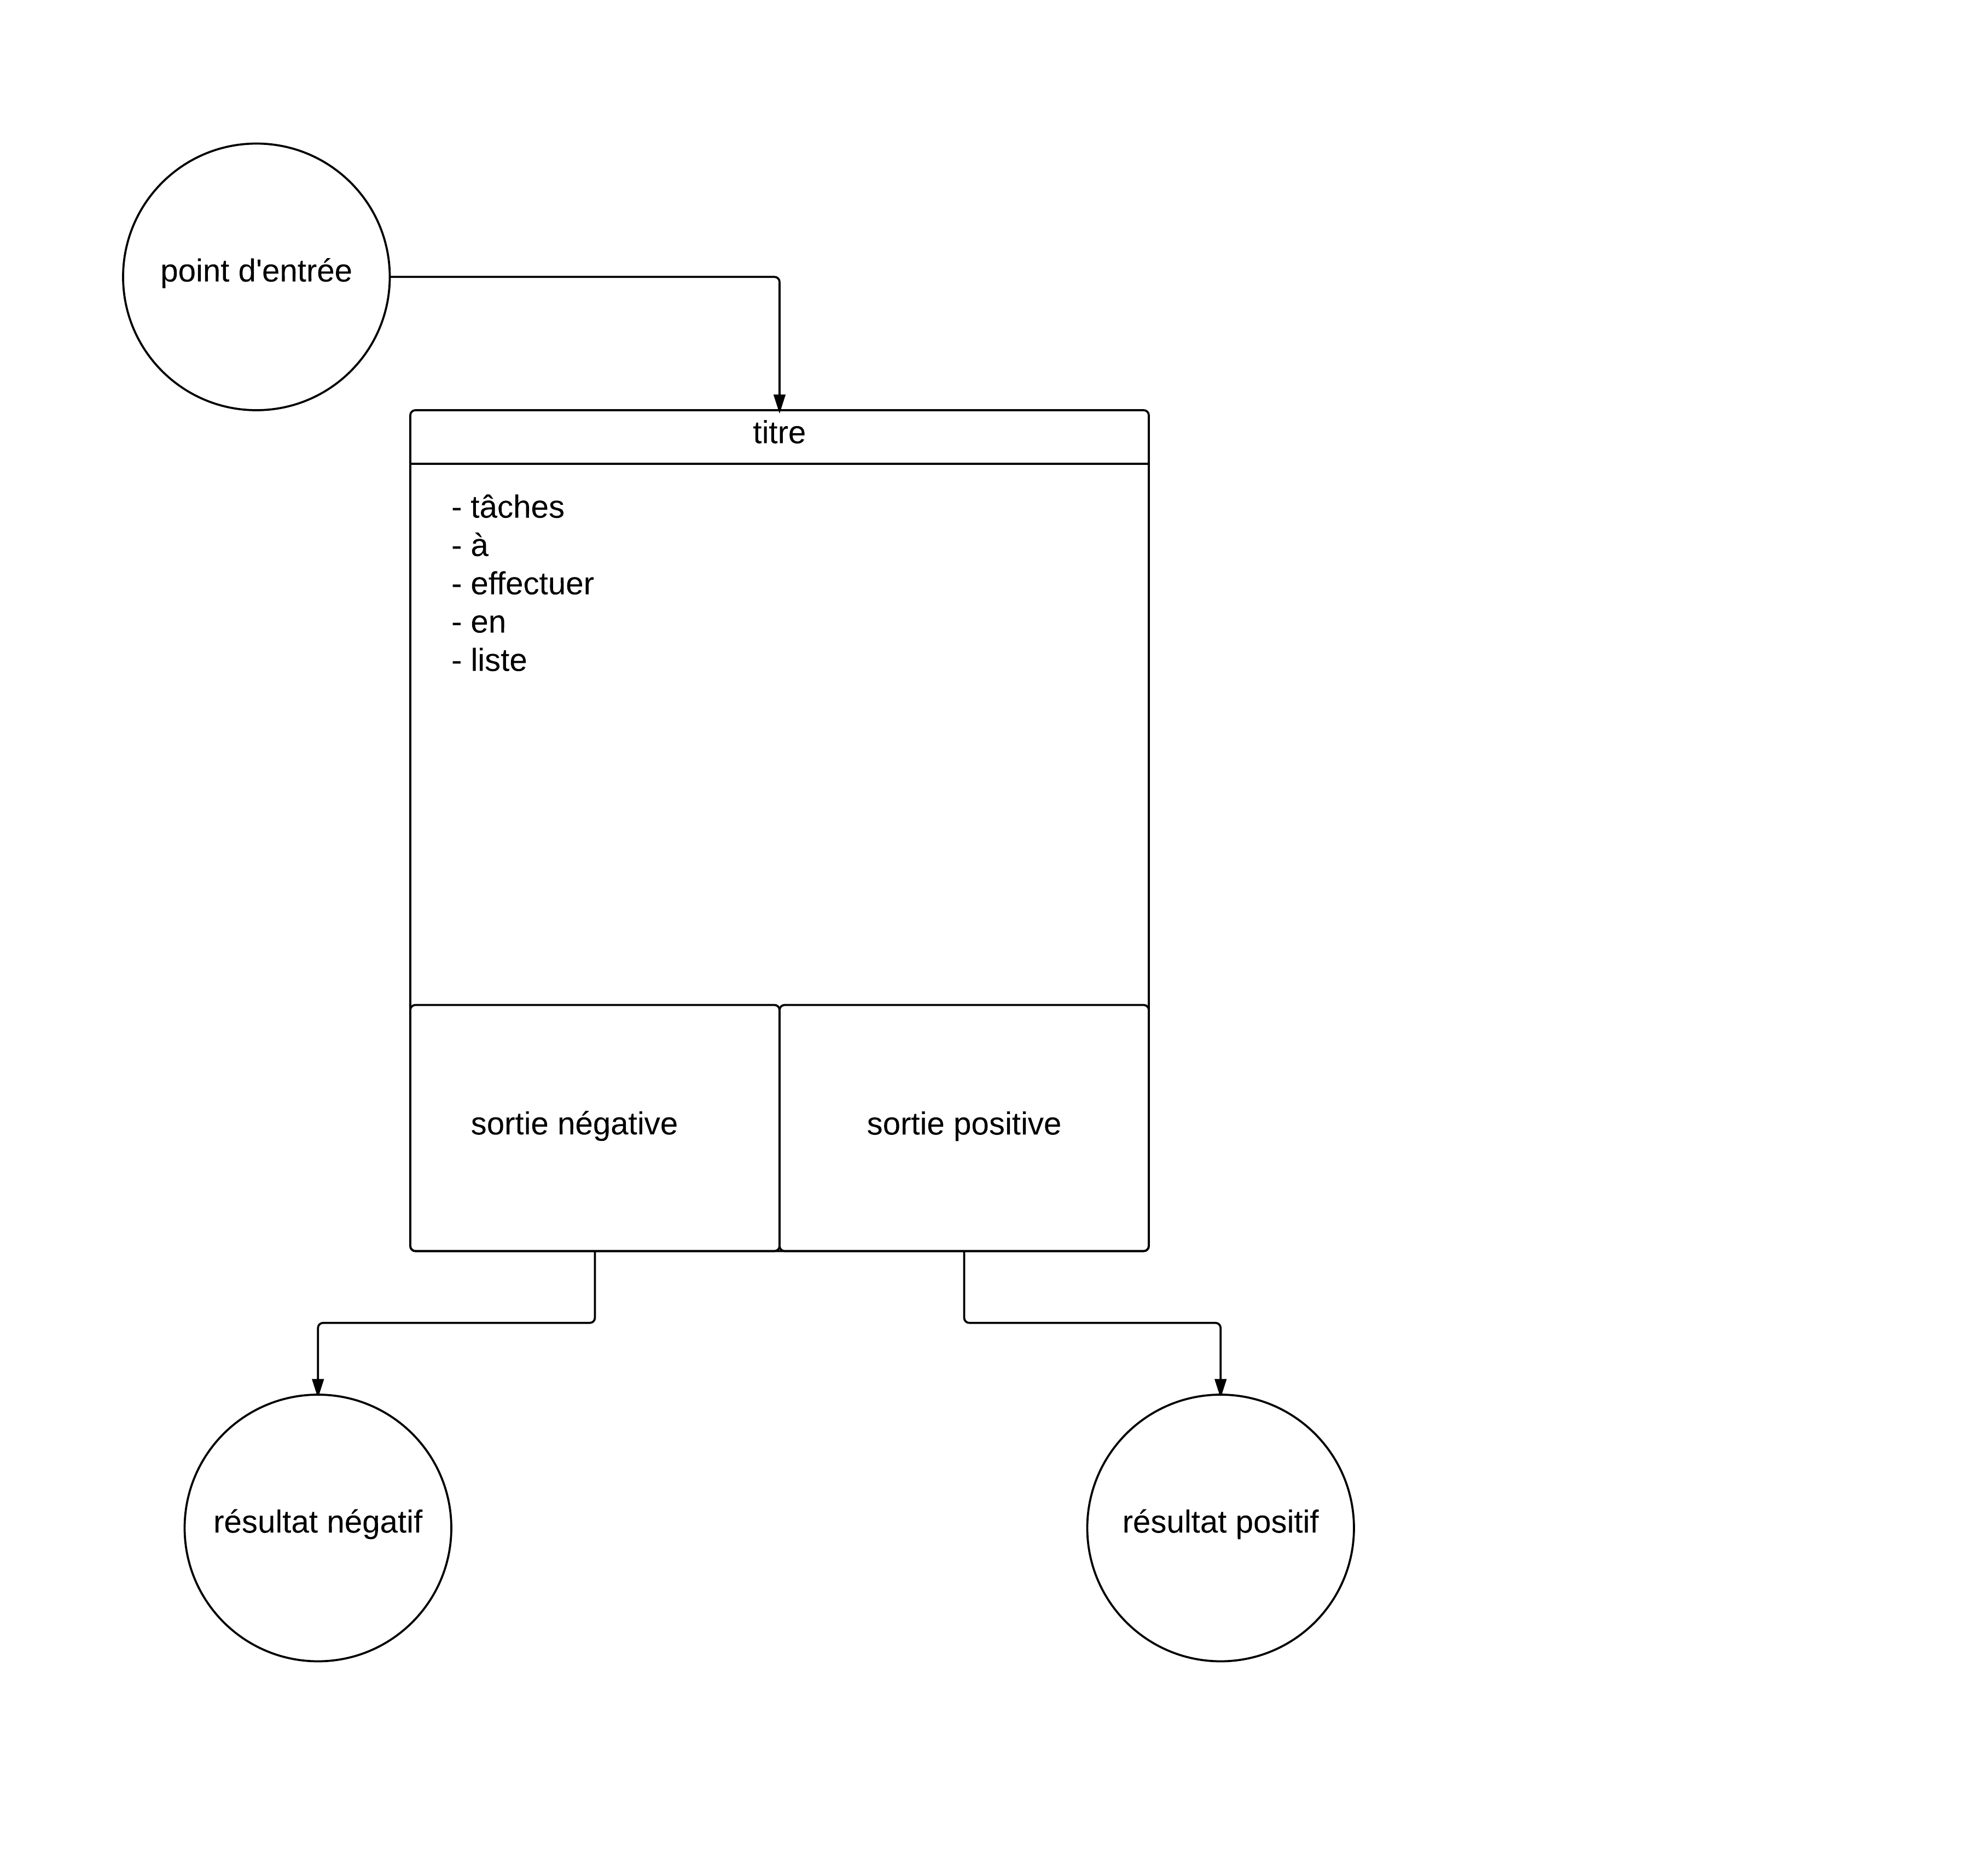 point d'entrée
titre
- tâches
- à
- effectuer
- en
- liste
sortie négative
sortie positive
résultat négatif
résultat positif